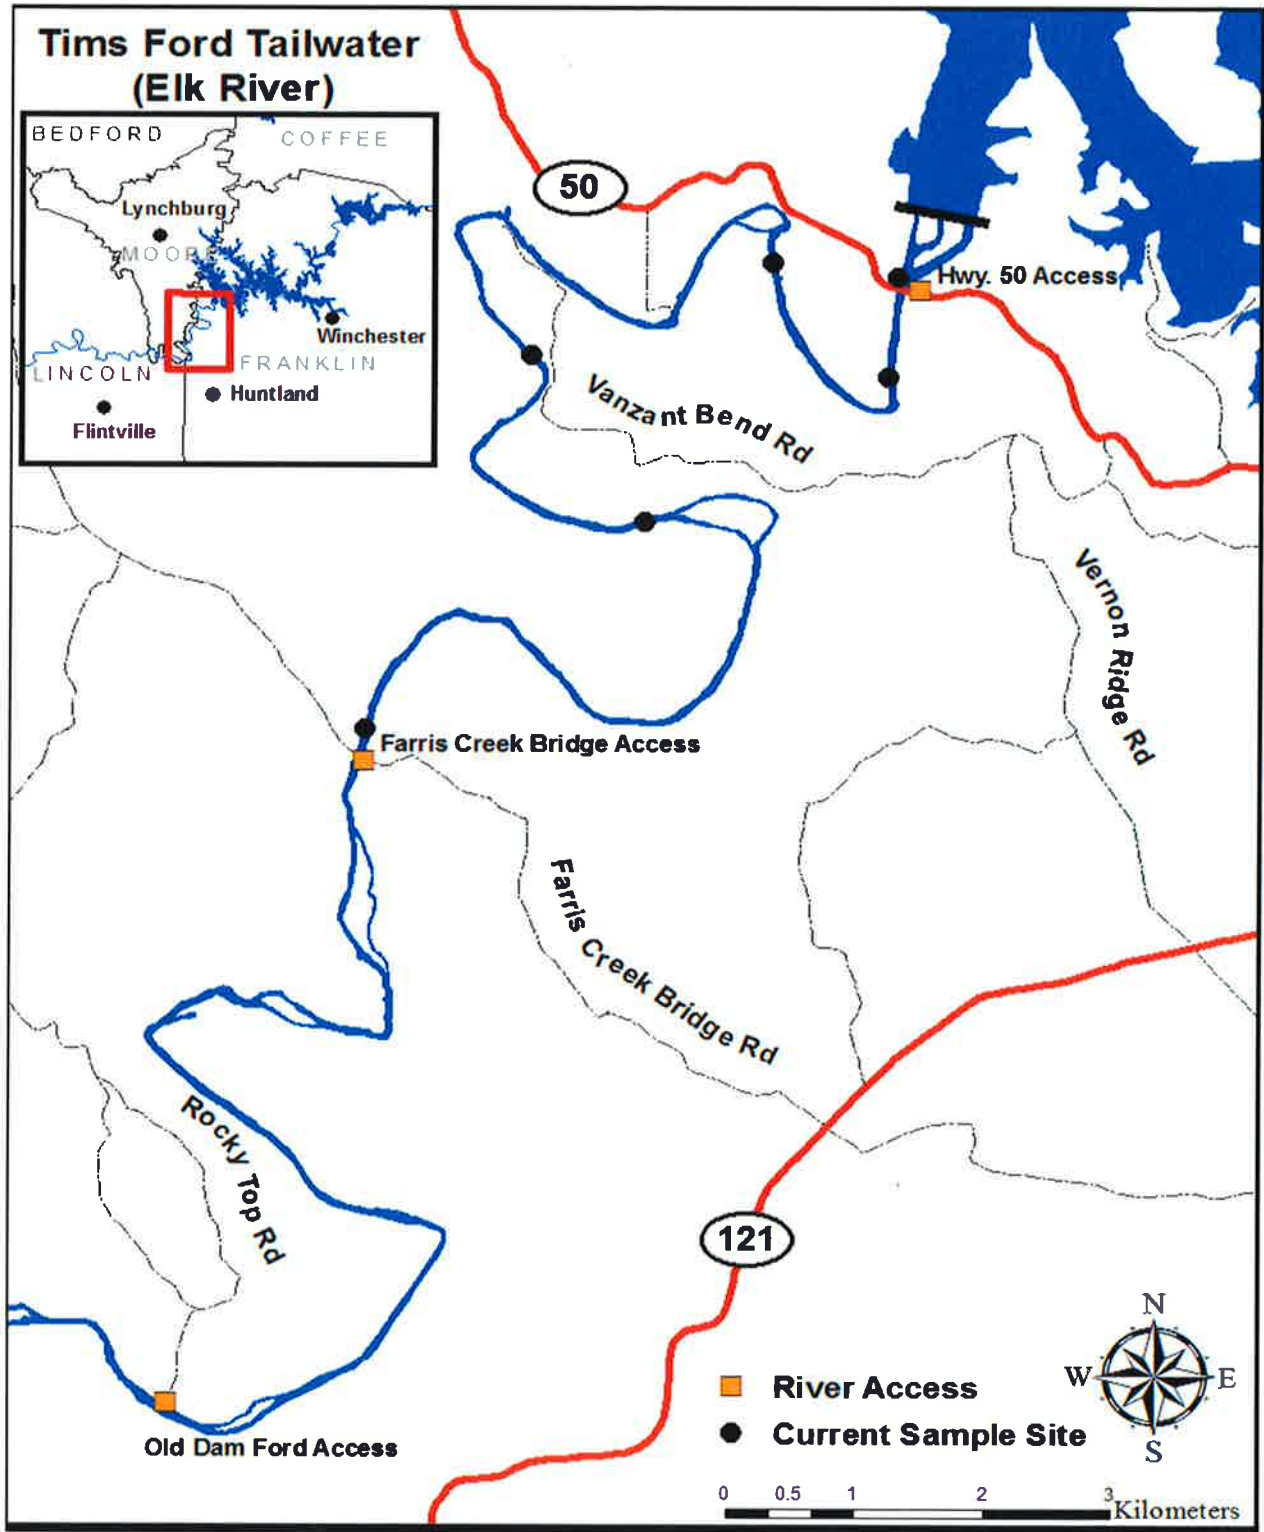 Tims Ford Tailwater
(Elk River)
BEDFORD
COFFEE
Lynchburg
MOORE
Winchester
FRANKLIN
LINCOLN
Huntland
Flintville
50
Hwy. 50 Access
Vanzant Bend Rd
Vernon Ridge Rd
Farris Creek Bridge Access
Farris Creek Bridge Rd
Rocky Top Rd
121
Old Dam Ford Access
N
W
E
S
River Access
Current Sample Site
0 0.5 1 2 3 Kilometers